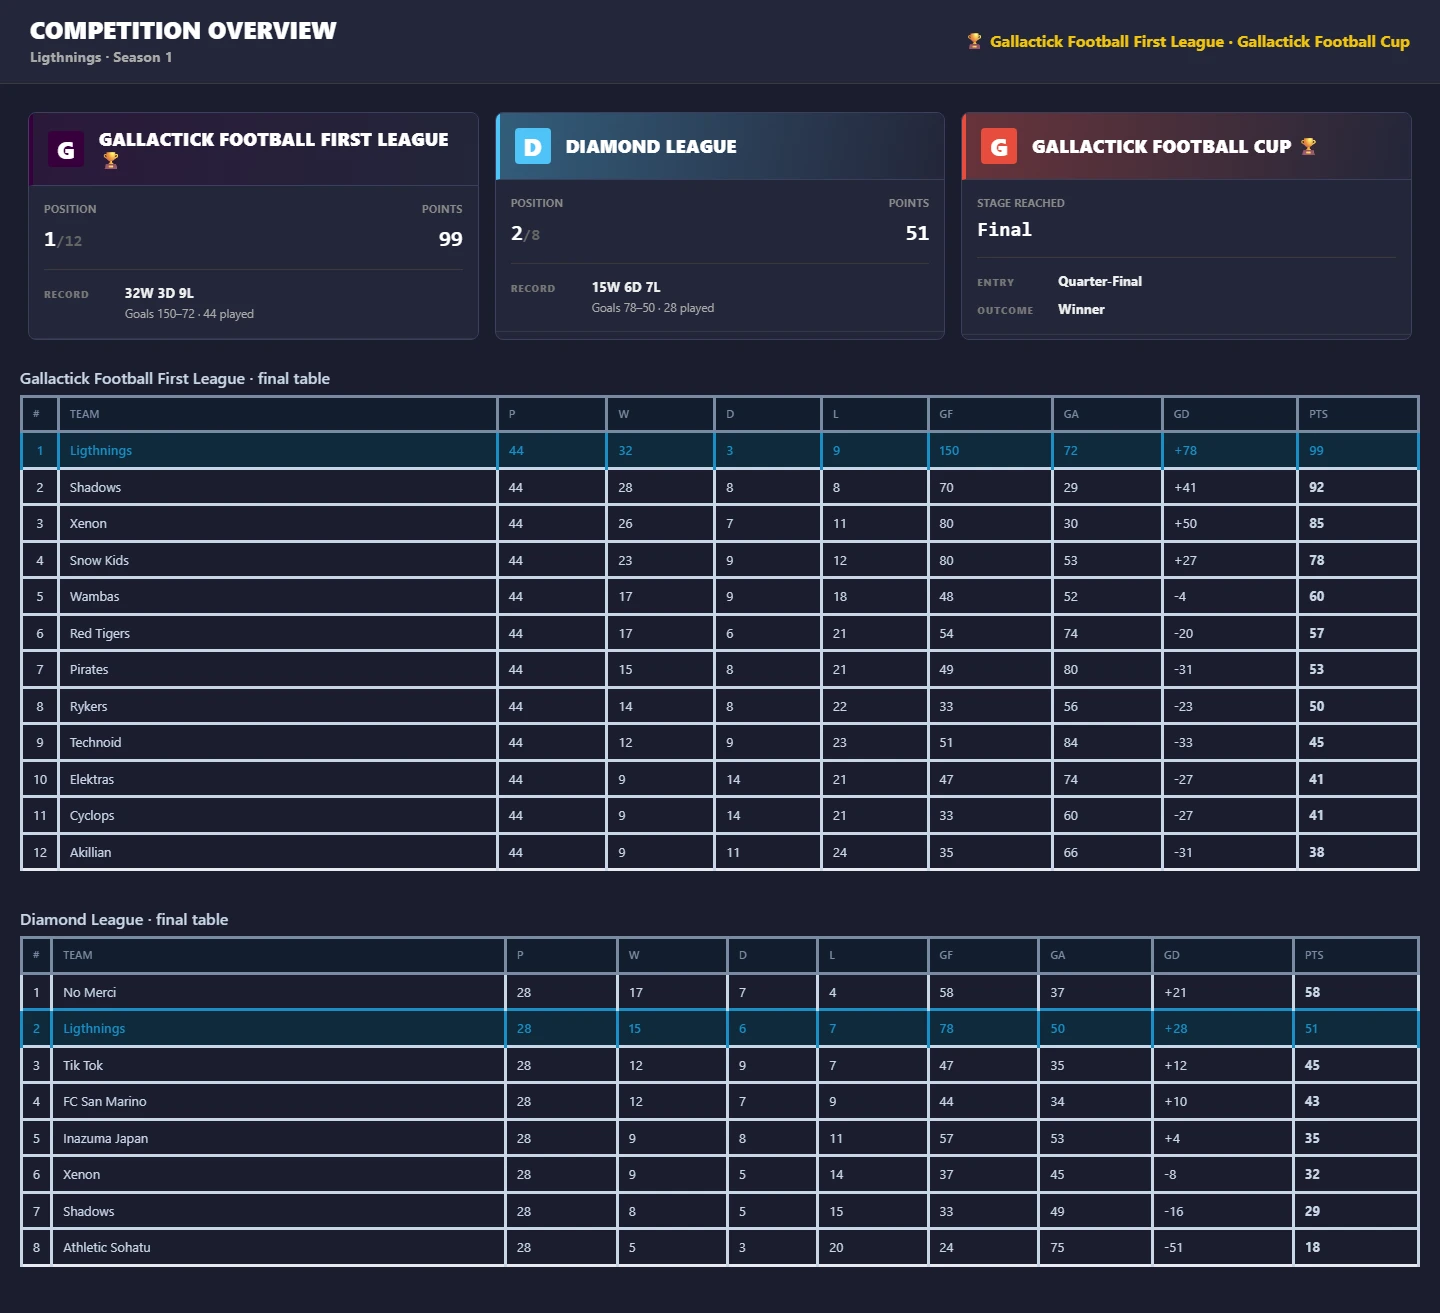 COMPETITION OVERVIEW
Ligthnings · Season 1
🏆 Gallactick Football First League · Gallactick Football Cup
G GALLACTICK FOOTBALL FIRST LEAGUE 🏆
POSITION POINTS
1/12 99
RECORD 32W 3D 9L
Goals 150–72 · 44 played
D DIAMOND LEAGUE
POSITION POINTS
2/8 51
RECORD 15W 6D 7L
Goals 78–50 · 28 played
G GALLACTICK FOOTBALL CUP 🏆
STAGE REACHED
Final
ENTRY Quarter-Final
OUTCOME Winner
Gallactick Football First League · final table
# TEAM P W D L GF GA GD PTS
1 Ligthnings 44 32 3 9 150 72 +78 99
2 Shadows 44 28 8 8 70 29 +41 92
3 Xenon 44 26 7 11 80 30 +50 85
4 Snow Kids 44 23 9 12 80 53 +27 78
5 Wambas 44 17 9 18 48 52 -4 60
6 Red Tigers 44 17 6 21 54 74 -20 57
7 Pirates 44 15 8 21 49 80 -31 53
8 Rykers 44 14 8 22 33 56 -23 50
9 Technoid 44 12 9 23 51 84 -33 45
10 Elektras 44 9 14 21 47 74 -27 41
11 Cyclops 44 9 14 21 33 60 -27 41
12 Akillian 44 9 11 24 35 66 -31 38
Diamond League · final table
# TEAM P W D L GF GA GD PTS
1 No Merci 28 17 7 4 58 37 +21 58
2 Ligthnings 28 15 6 7 78 50 +28 51
3 Tik Tok 28 12 9 7 47 35 +12 45
4 FC San Marino 28 12 7 9 44 34 +10 43
5 Inazuma Japan 28 9 8 11 57 53 +4 35
6 Xenon 28 9 5 14 37 45 -8 32
7 Shadows 28 8 5 15 33 49 -16 29
8 Athletic Sohatu 28 5 3 20 24 75 -51 18